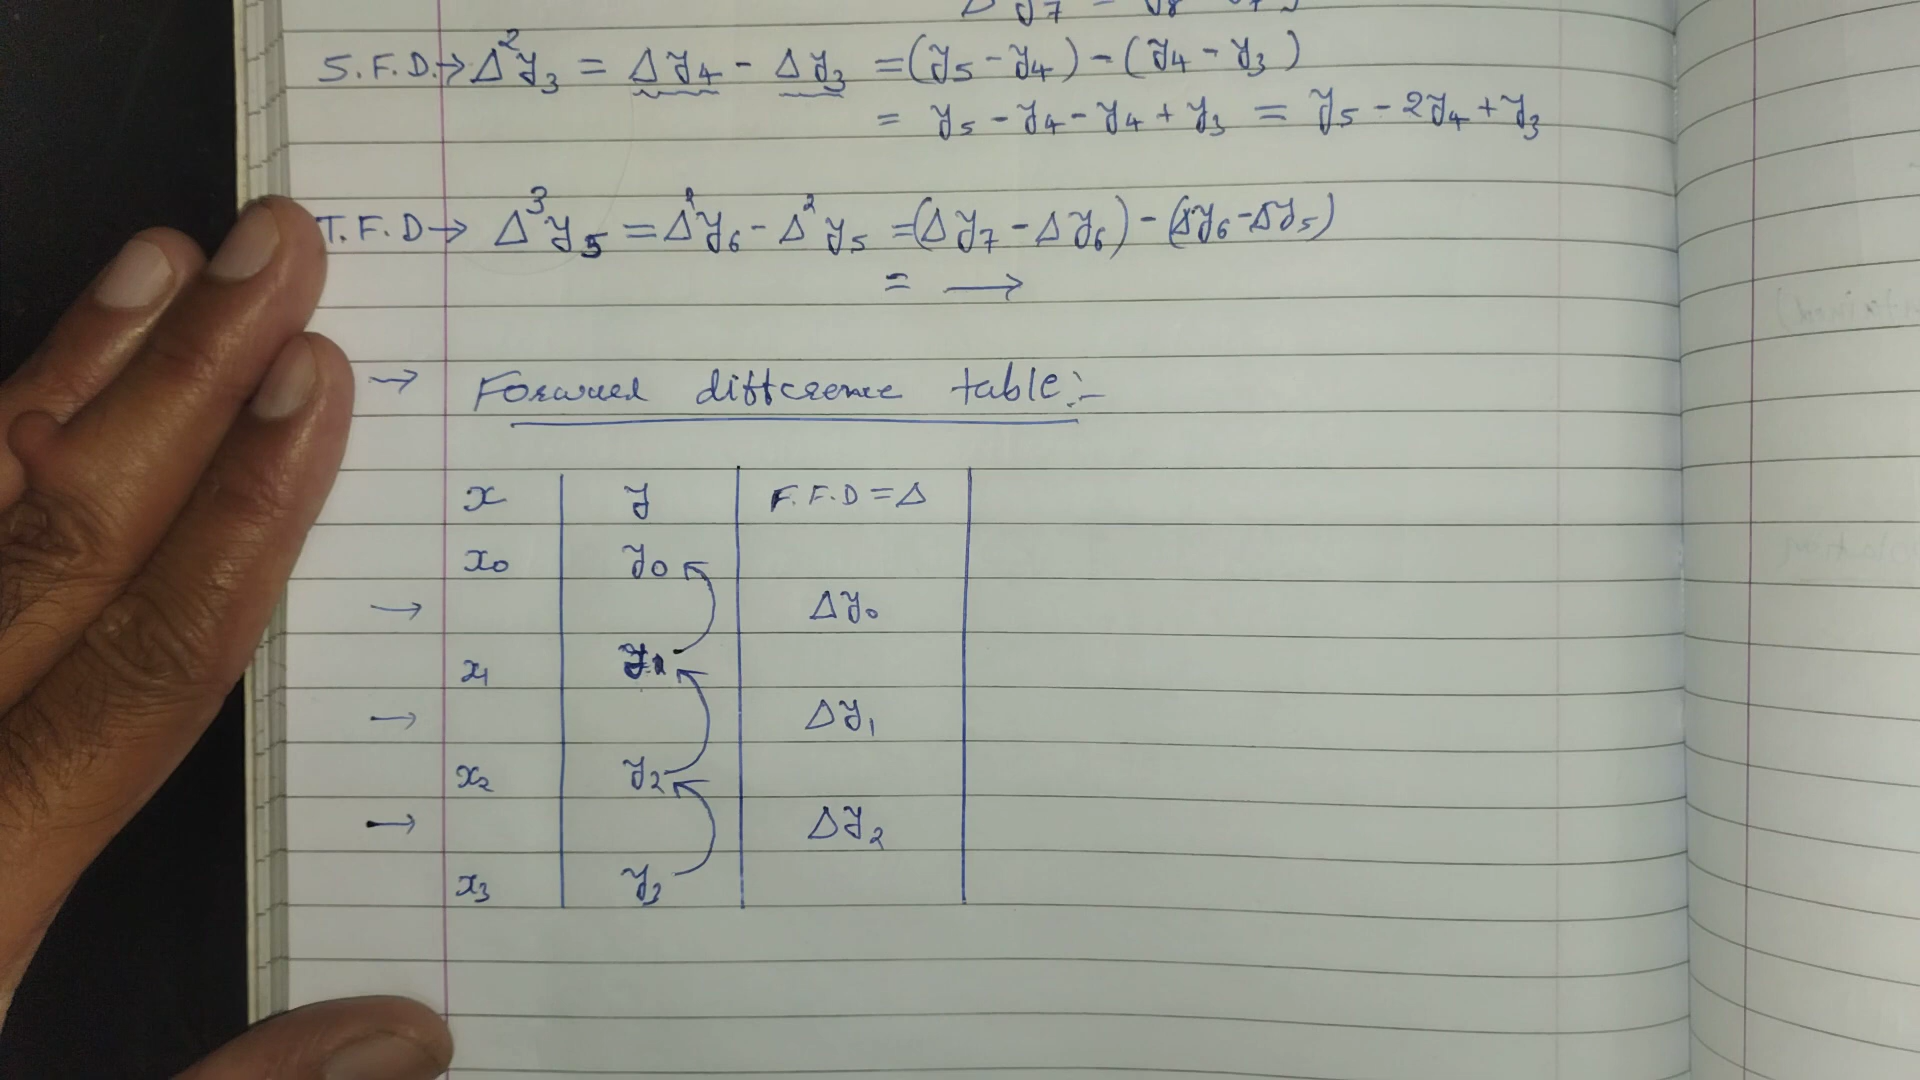 S.F.D.→ Δ²y₃ = Δy₄ - Δy₃ = (y₅ - y₄) - (y₄ - y₃)
= y₅ - y₄ - y₄ + y₃ = y₅ - 2y₄ + y₃
T.F.D→ Δ³y₅ = Δ²y₆ - Δ²y₅ = (Δy₇ - Δy₆) - (Δy₆ - Δy₅)
= →
→ Forward difference table:-
x y F.F.D = Δ
x₀ y₀
→ Δy₀
x₁ y₁
→ Δy₁
x₂ y₂
→ Δy₂
x₃ y₃